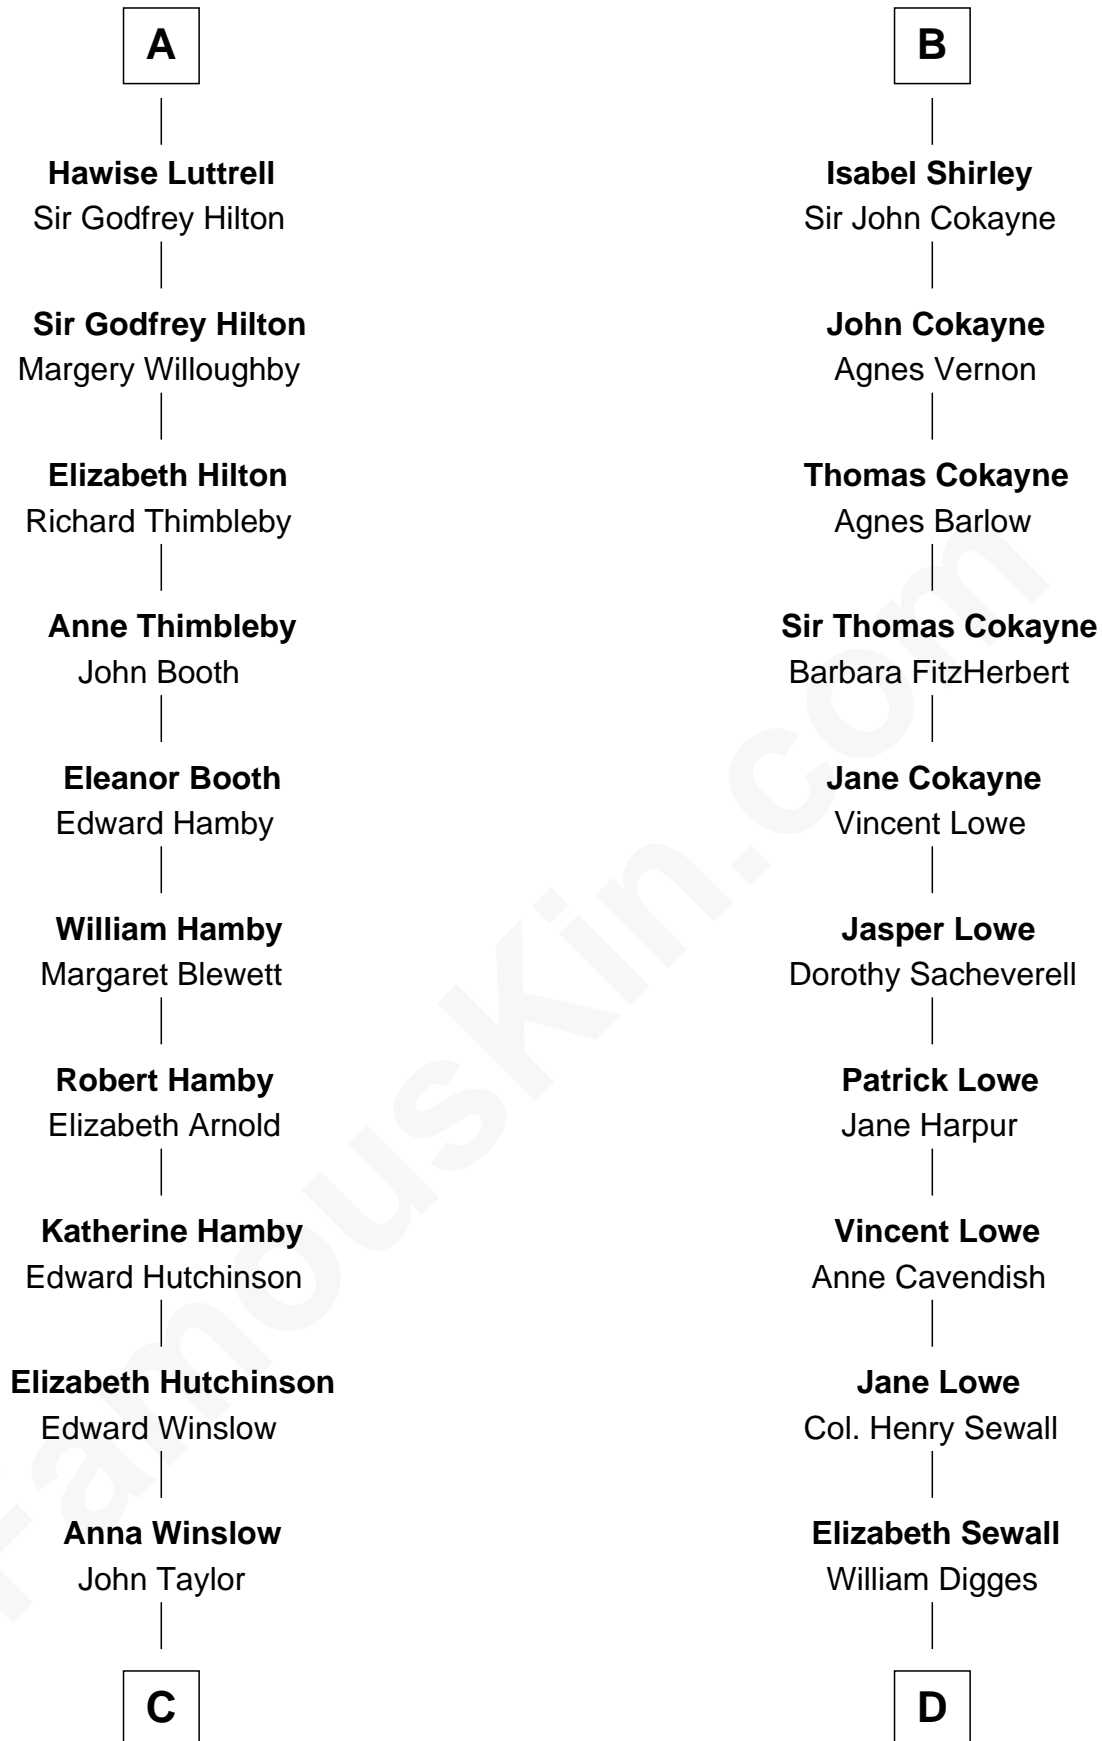 A
Hawise Luttrell
Sir Godfrey Hilton
Sir Godfrey Hilton
Margery Willoughby
Elizabeth Hilton
Richard Thimbleby
Anne Thimbleby
John Booth
Eleanor Booth
Edward Hamby
William Hamby
Margaret Blewett
Robert Hamby
Elizabeth Arnold
Katherine Hamby
Edward Hutchinson
Elizabeth Hutchinson
Edward Winslow
Anna Winslow
John Taylor
C
B
Isabel Shirley
Sir John Cokayne
John Cokayne
Agnes Vernon
Thomas Cokayne
Agnes Barlow
Sir Thomas Cokayne
Barbara FitzHerbert
Jane Cokayne
Vincent Lowe
Jasper Lowe
Dorothy Sacheverell
Patrick Lowe
Jane Harpur
Vincent Lowe
Anne Cavendish
Jane Lowe
Col. Henry Sewall
Elizabeth Sewall
William Digges
D
FamousKin.com